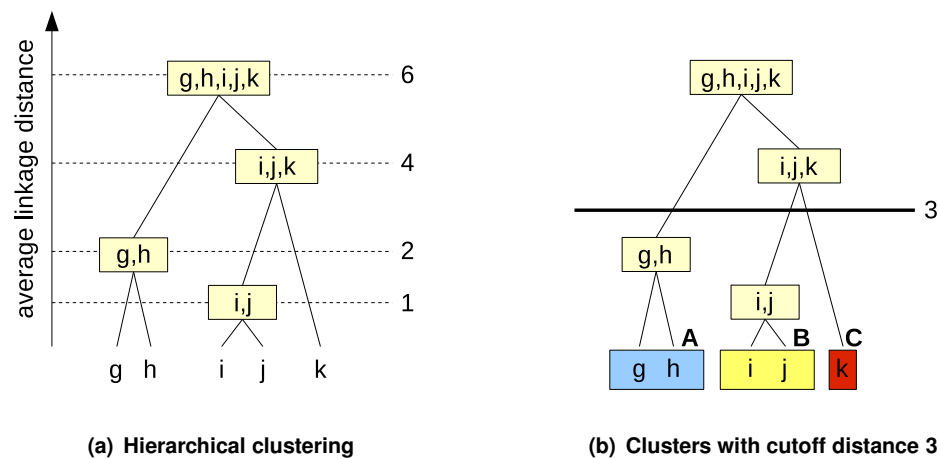 average linkage distance
g,h,i,j,k
6
i,j,k
4
g,h
2
i,j
1
g h i j k
(a) Hierarchical clustering
g,h,i,j,k
i,j,k
3
g,h
i,j
A B C
g h i j k
(b) Clusters with cutoff distance 3